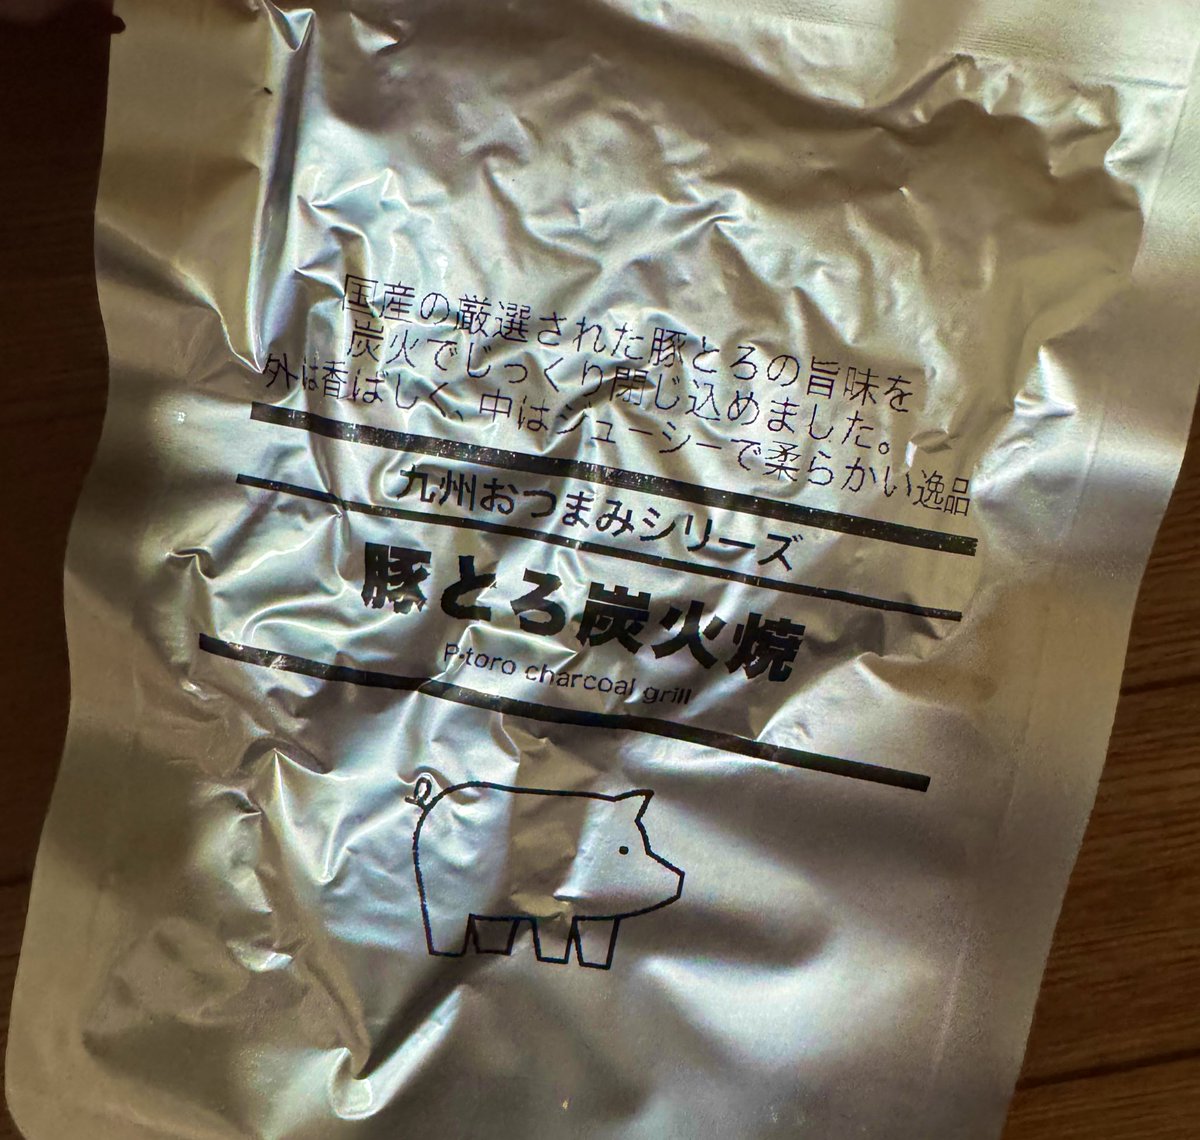 国産の厳選された豚とろの旨味を
炭火でじっくり閉じ込めました。
外は香ばしく、中はジューシーで柔らかい逸品
九州おつまみシリーズ
豚とろ炭火焼
P-toro charcoal grill